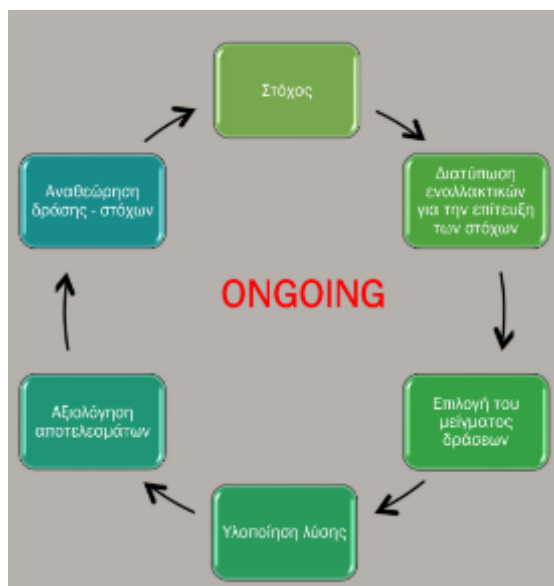 Στόχος
Διατύπωση
εναλλακτικών
για την επίτευξη
των στόχων
Επιλογή του
μείγματος
δράσεων
Υλοποίηση λύσης
Αξιολόγηση
αποτελεσμάτων
Αναθεώρηση
δράσης - στόχων
ONGOING